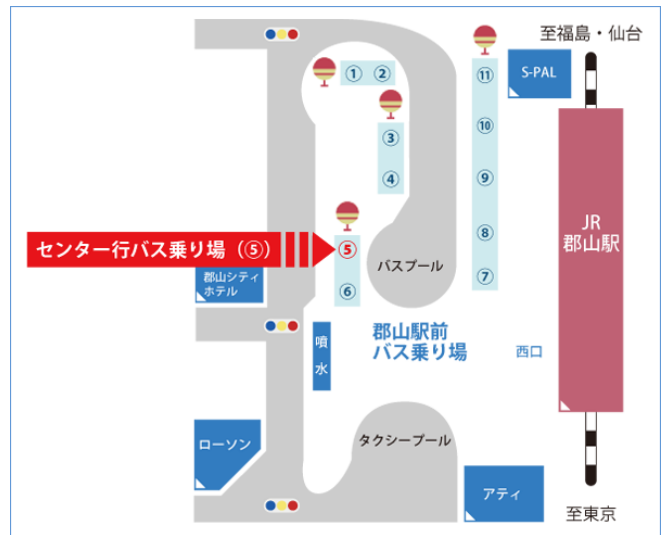 至福島・仙台
S-PAL
① ②
③
④
⑪
⑩
⑨
⑧
⑦
JR
郡山駅
センター行バス乗り場（⑤）
⑤
⑥
バスプール
郡山シティ
ホテル
噴
水
郡山駅前
バス乗り場
西口
ローソン
タクシープール
アティ
至東京